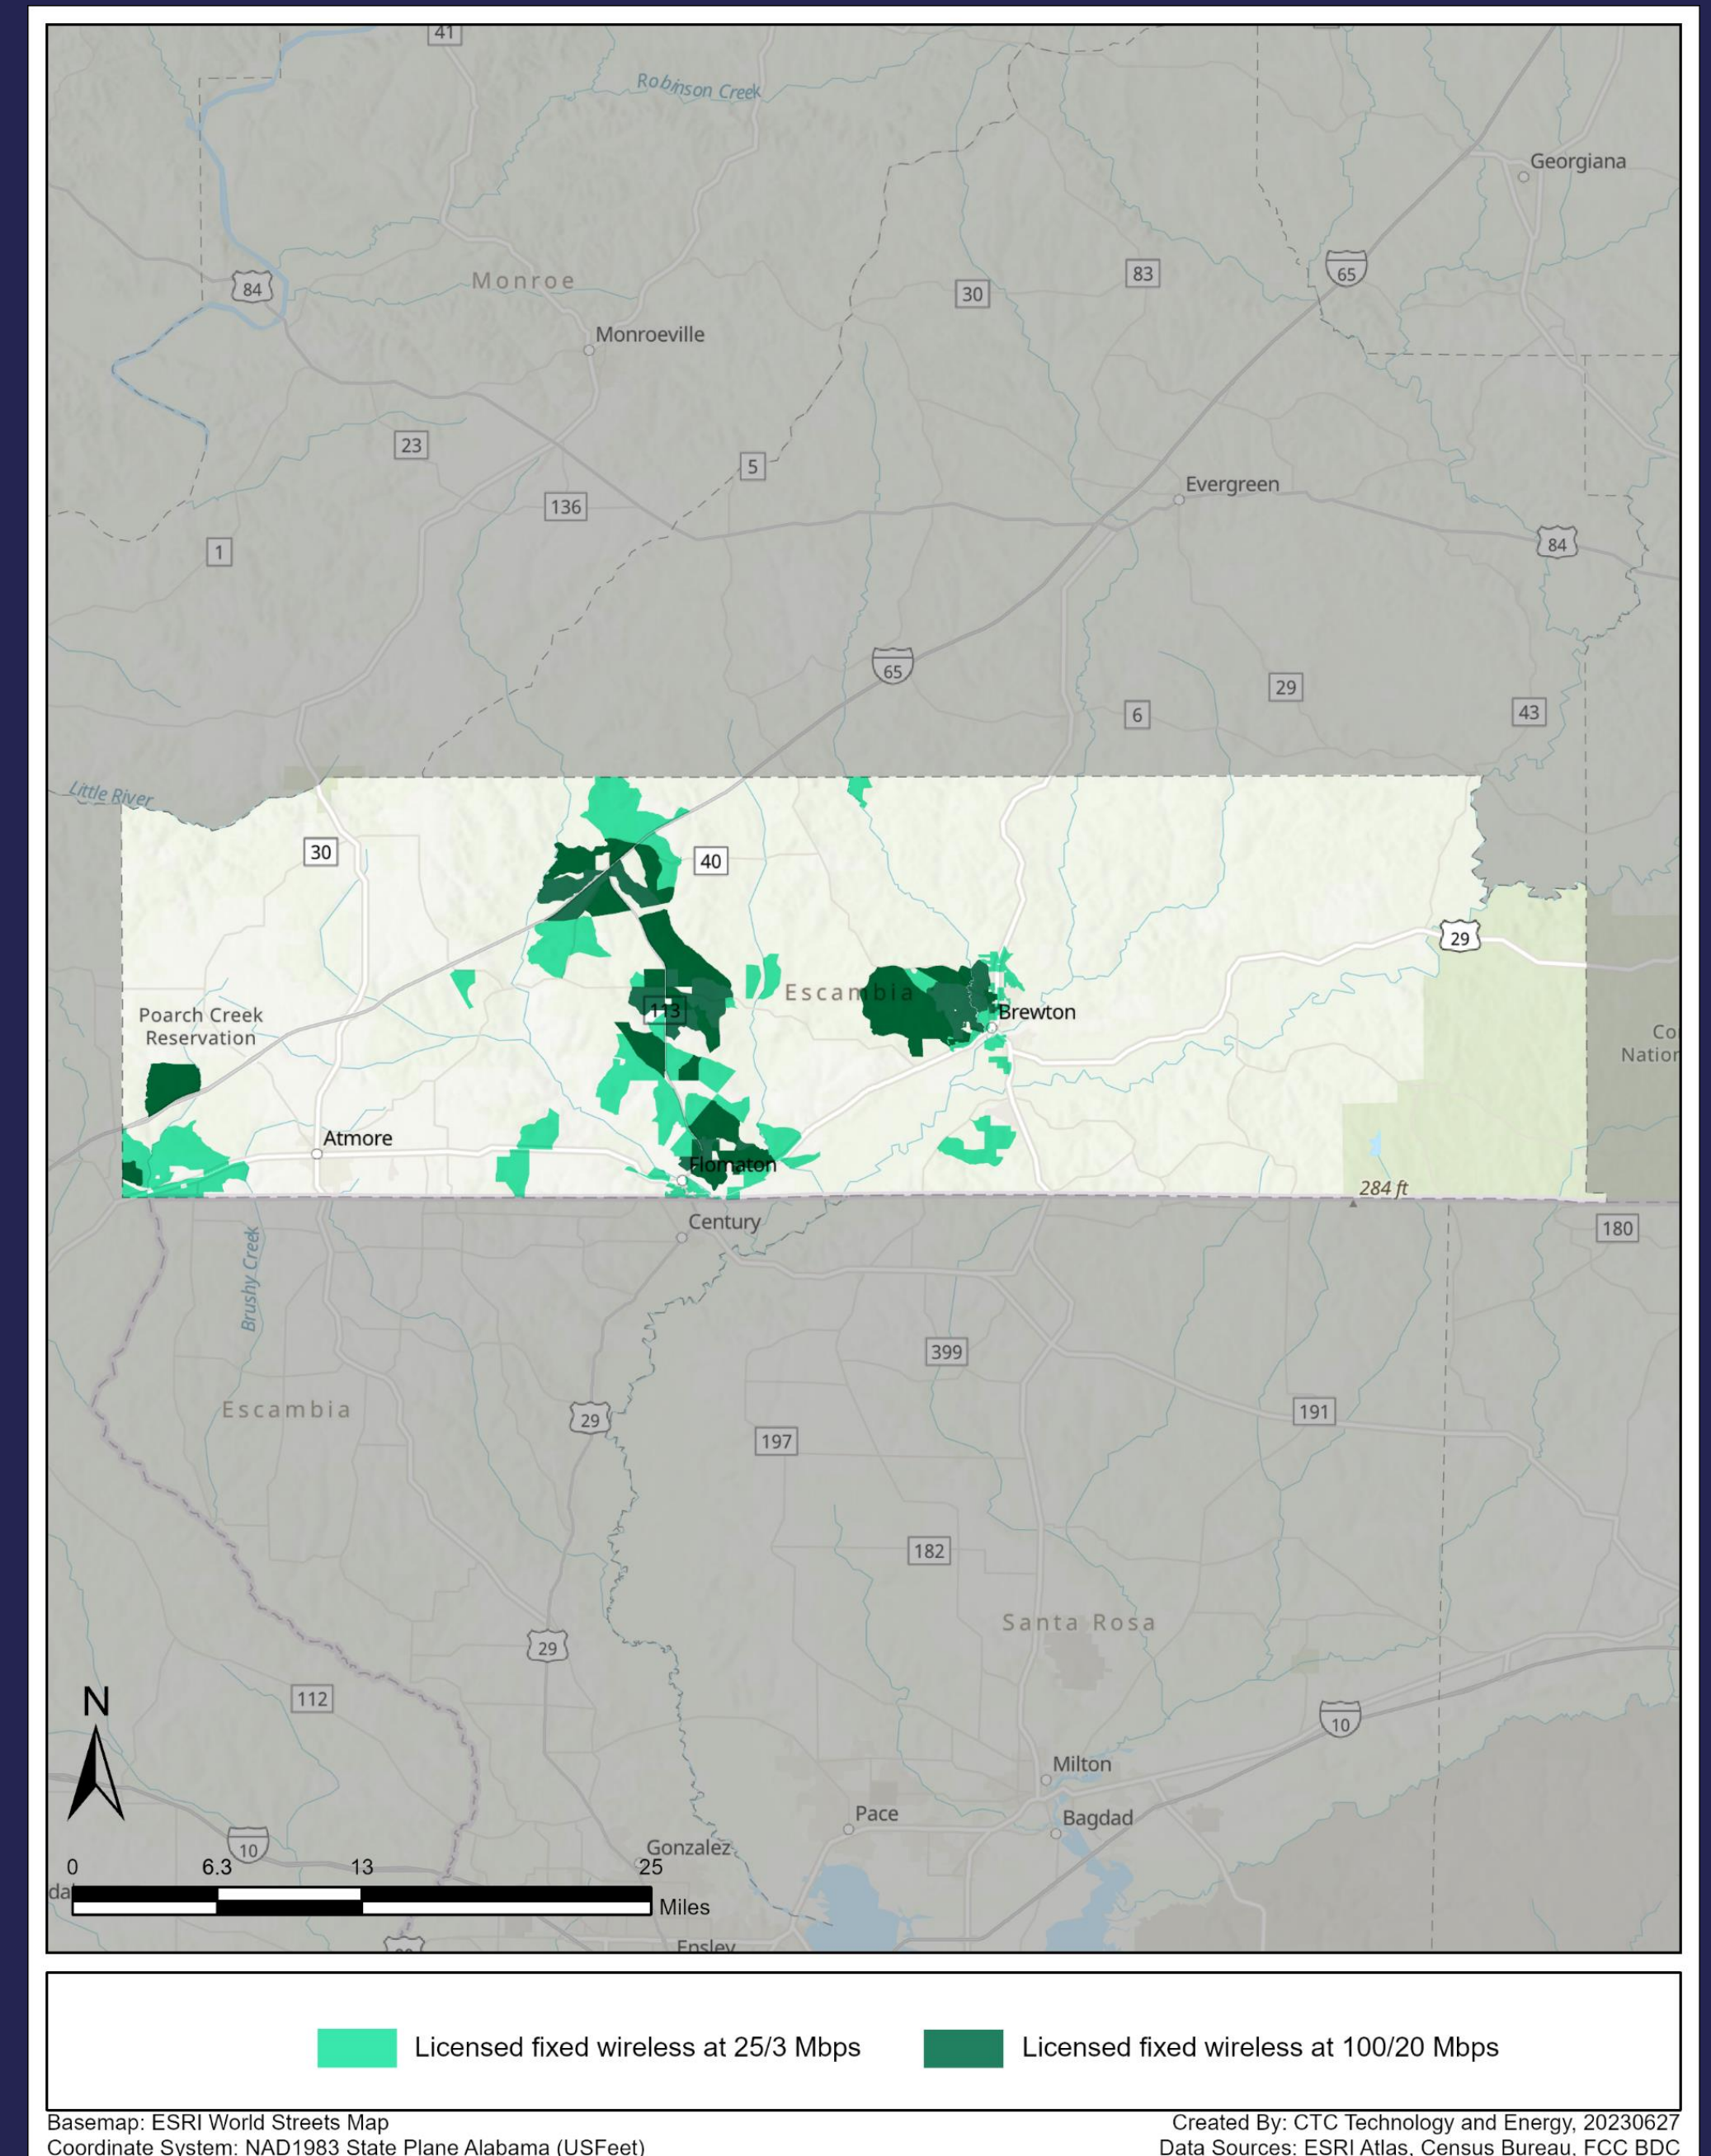 41
Robinson Creek
Georgiana
65
84
Monroe
83
30
Monroeville
23
5
136
Evergreen
1
84
65
29
6
43
Little River
30
40
29
Poarch Creek
Reservation
Escambia
113
Brewton
Co
Nation
Atmore
Flomaton
284 ft
Century
180
Brushy Creek
399
Escambia
29
197
191
182
Santa Rosa
29
N
112
10
Milton
Pace
Bagdad
10
Gonzalez
0 6.3 13 25
Miles
Ensley
Licensed fixed wireless at 25/3 Mbps Licensed fixed wireless at 100/20 Mbps
Basemap: ESRI World Streets Map Created By: CTC Technology and Energy, 20230627
Coordinate System: NAD1983 State Plane Alabama (USFeet) Data Sources: ESRI Atlas, Census Bureau, FCC BDC